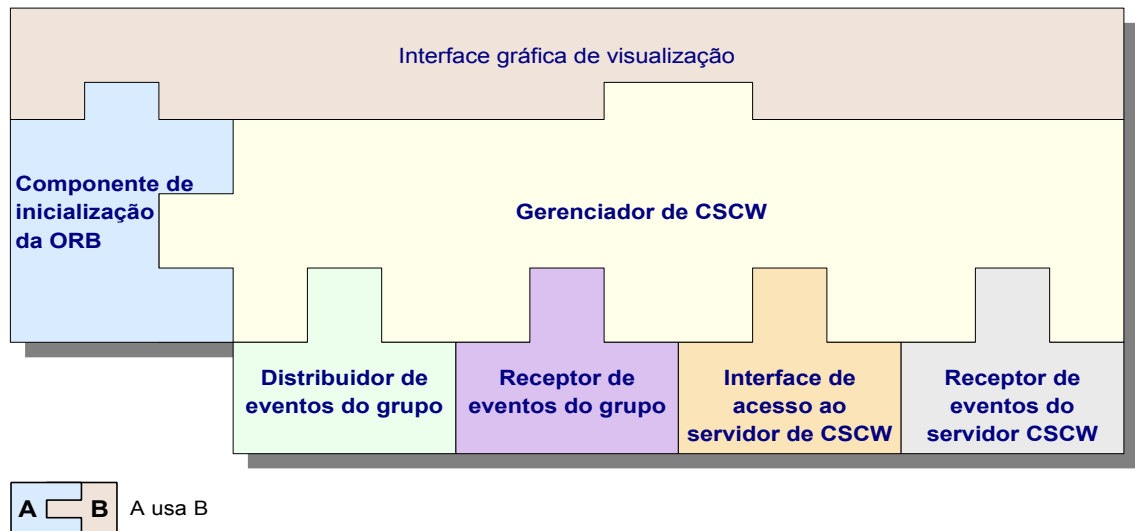 Interface gráfica de visualização
Componente de
inicialização
da ORB
Gerenciador de CSCW
Distribuidor de
eventos do grupo
Receptor de
eventos do grupo
Interface de
acesso ao
servidor de CSCW
Receptor de
eventos do
servidor CSCW
A B A usa B